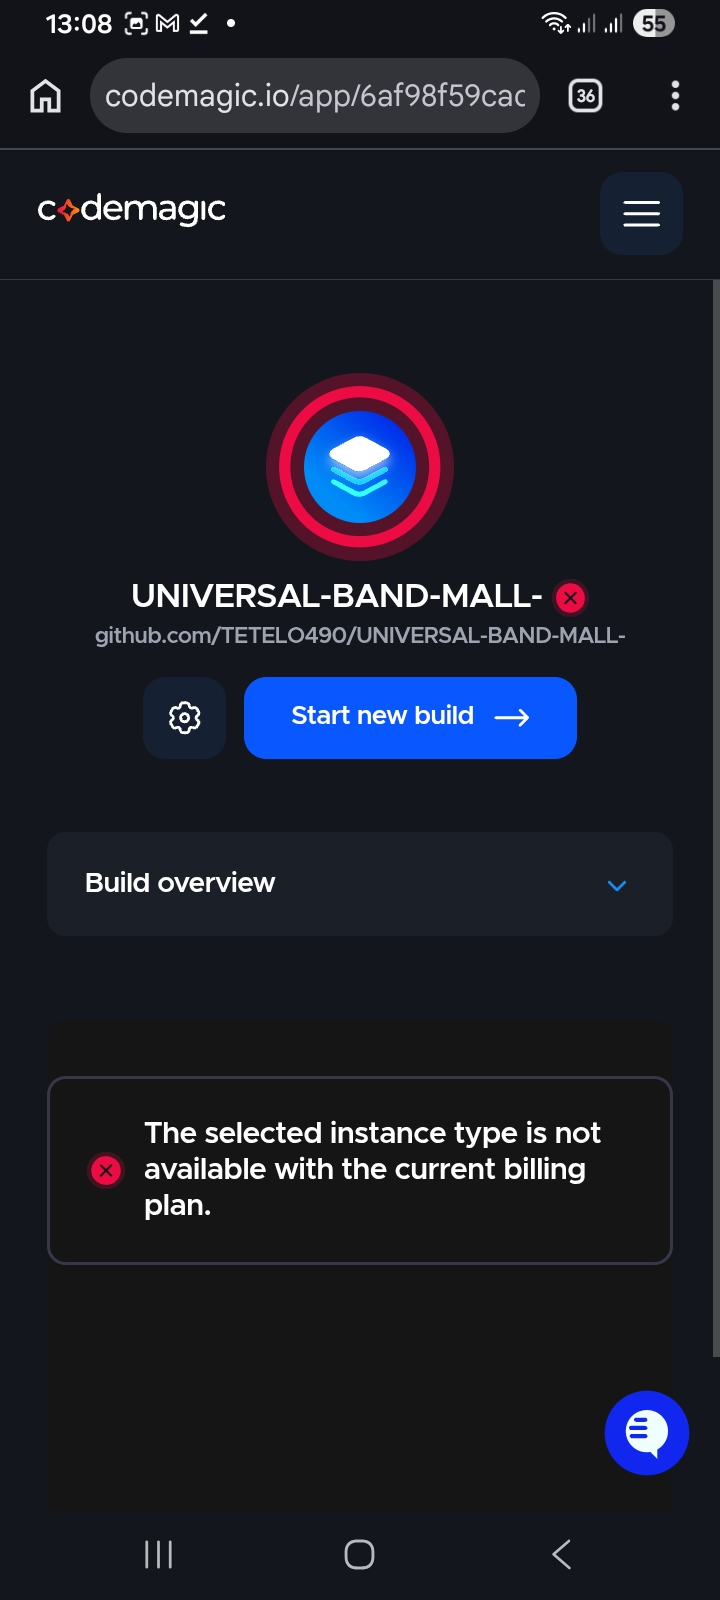 13:08
55
codemagic.io/app/6af98f59cac
36
codemagic
UNIVERSAL-BAND-MALL-
github.com/TETELO490/UNIVERSAL-BAND-MALL-
Start new build
Build overview
The selected instance type is not
available with the current billing
plan.